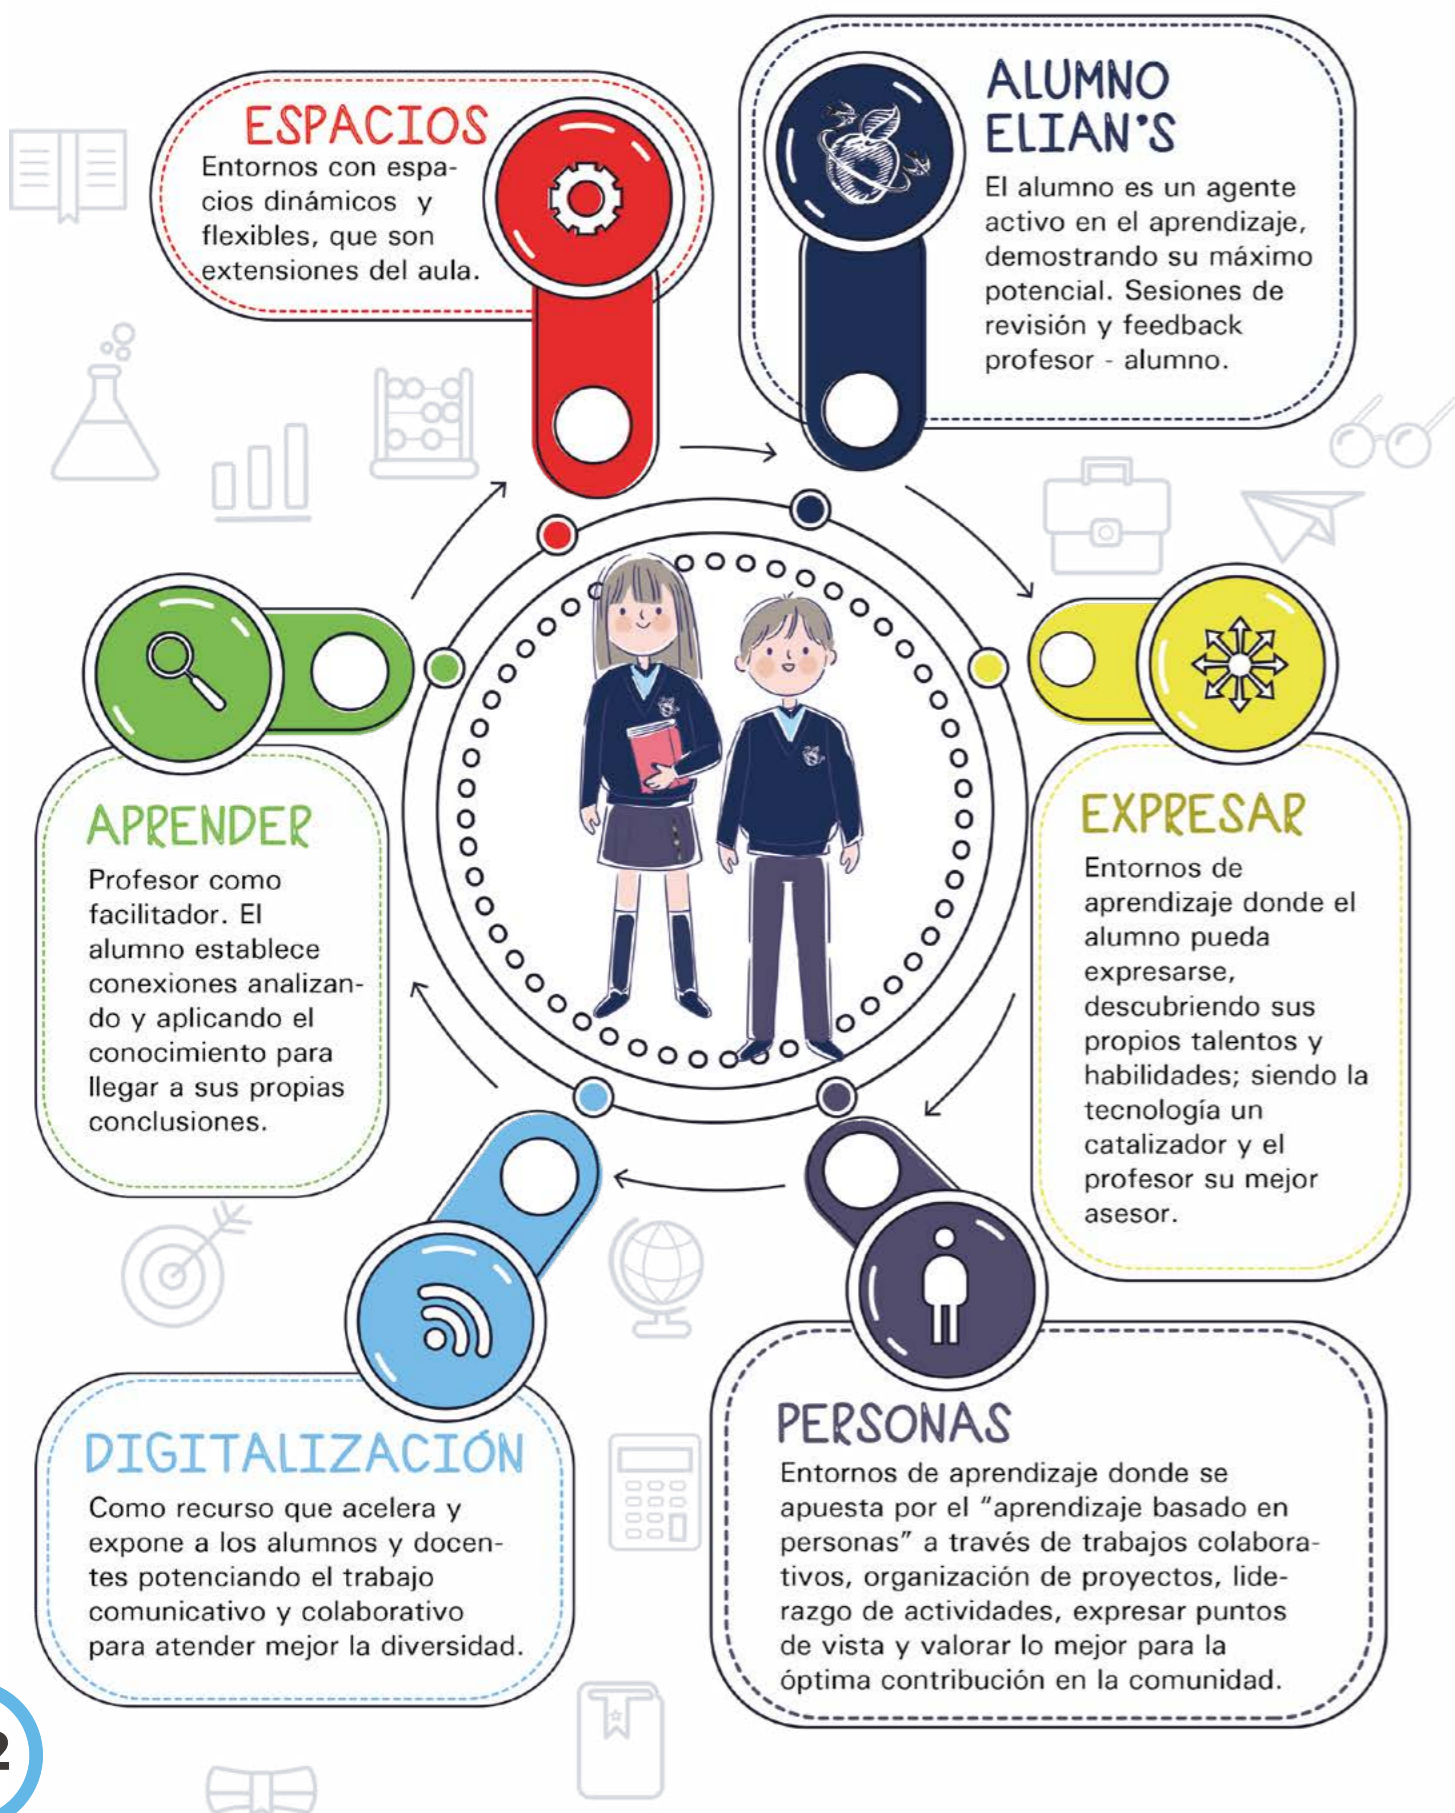 ESPACIOS
Entornos con espa-
cios dinámicos y
flexibles, que son
extensiones del aula.
ALUMNO
ELIAN'S
El alumno es un agente
activo en el aprendizaje,
demostrando su máximo
potencial. Sesiones de
revisión y feedback
profesor - alumno.
APRENDER
Profesor como
facilitador. El
alumno establece
conexiones analizan-
do y aplicando el
conocimiento para
llegar a sus propias
conclusiones.
EXPRESAR
Entornos de
aprendizaje donde el
alumno pueda
expresarse,
descubriendo sus
propios talentos y
habilidades; siendo la
tecnología un
catalizador y el
profesor su mejor
asesor.
DIGITALIZACIÓN
Como recurso que acelera y
expone a los alumnos y docen-
tes potenciando el trabajo
comunicativo y colaborativo
para atender mejor la diversidad.
PERSONAS
Entornos de aprendizaje donde se
apuesta por el "aprendizaje basado en
personas" a través de trabajos colabora-
tivos, organización de proyectos, lide-
razgo de actividades, expresar puntos
de vista y valorar lo mejor para la
óptima contribución en la comunidad.